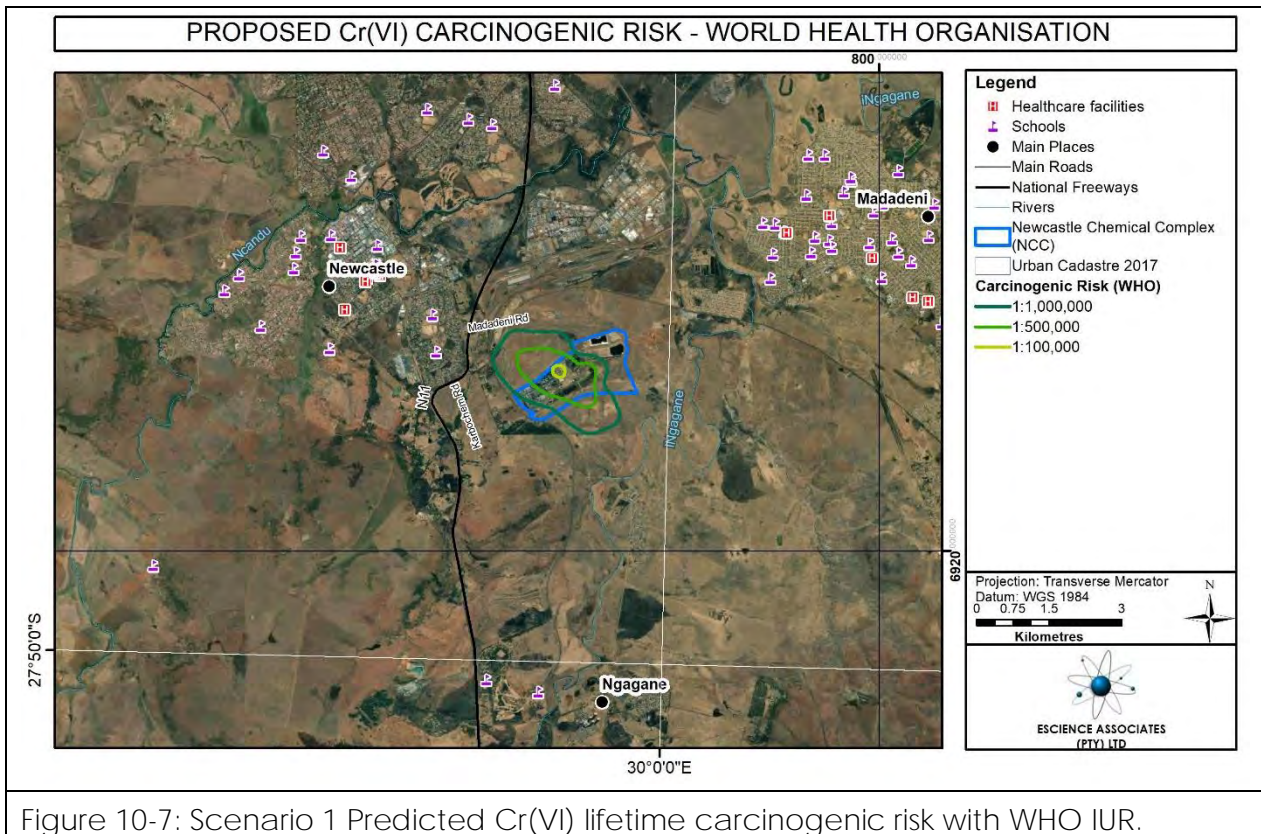 PROPOSED Cr(VI) CARCINOGENIC RISK - WORLD HEALTH ORGANISATION
800 000000
iNgagane
Ncandu
Madadeni
Newcastle
Madadeni Rd
N11
Karbochem Rd
iNgagane
6920 000000
27°50'0"S
Ngagane
30°0'0"E
Legend
H Healthcare facilities
Schools
Main Places
Main Roads
National Freeways
Rivers
Newcastle Chemical Complex
(NCC)
Urban Cadastre 2017
Carcinogenic Risk (WHO)
1:1,000,000
1:500,000
1:100,000
Projection: Transverse Mercator
Datum: WGS 1984
0 0.75 1.5 3
Kilometres
N
ESCIENCE ASSOCIATES
(PTY) LTD
Figure 10-7: Scenario 1 Predicted Cr(VI) lifetime carcinogenic risk with WHO IUR.